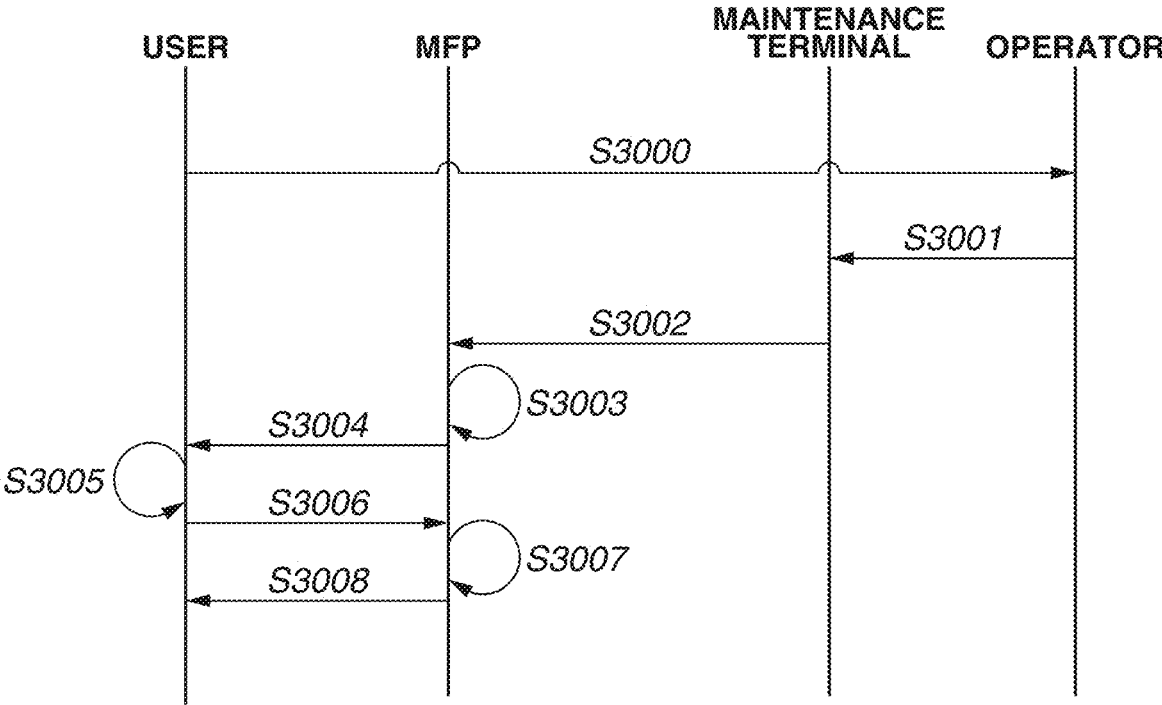 USER
MFP
MAINTENANCE
TERMINAL
OPERATOR
S3000
S3001
S3002
S3003
S3004
S3005
S3006
S3007
S3008